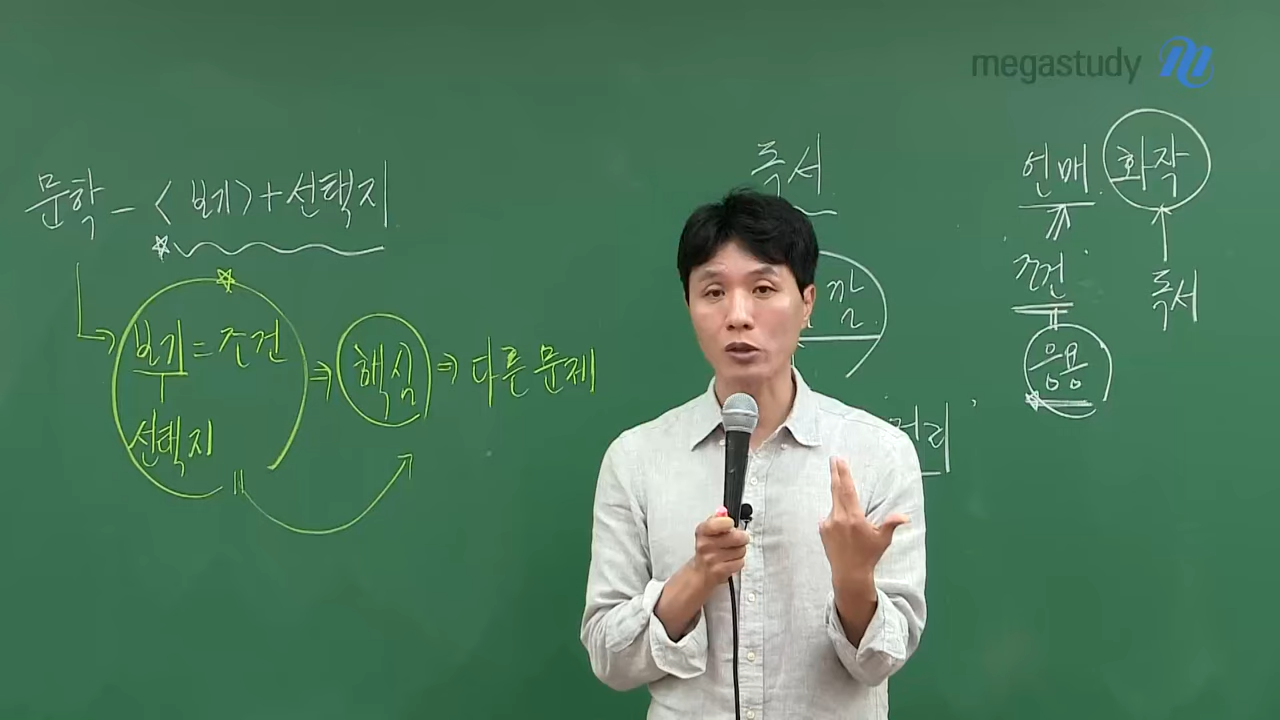 megastudy
문학 - <보기> + 선택지
보기 = 조건 ⇒ 핵심 ⇒ 다른 문제
선택지
독서
깔
언매 화작
조건 독서
응용